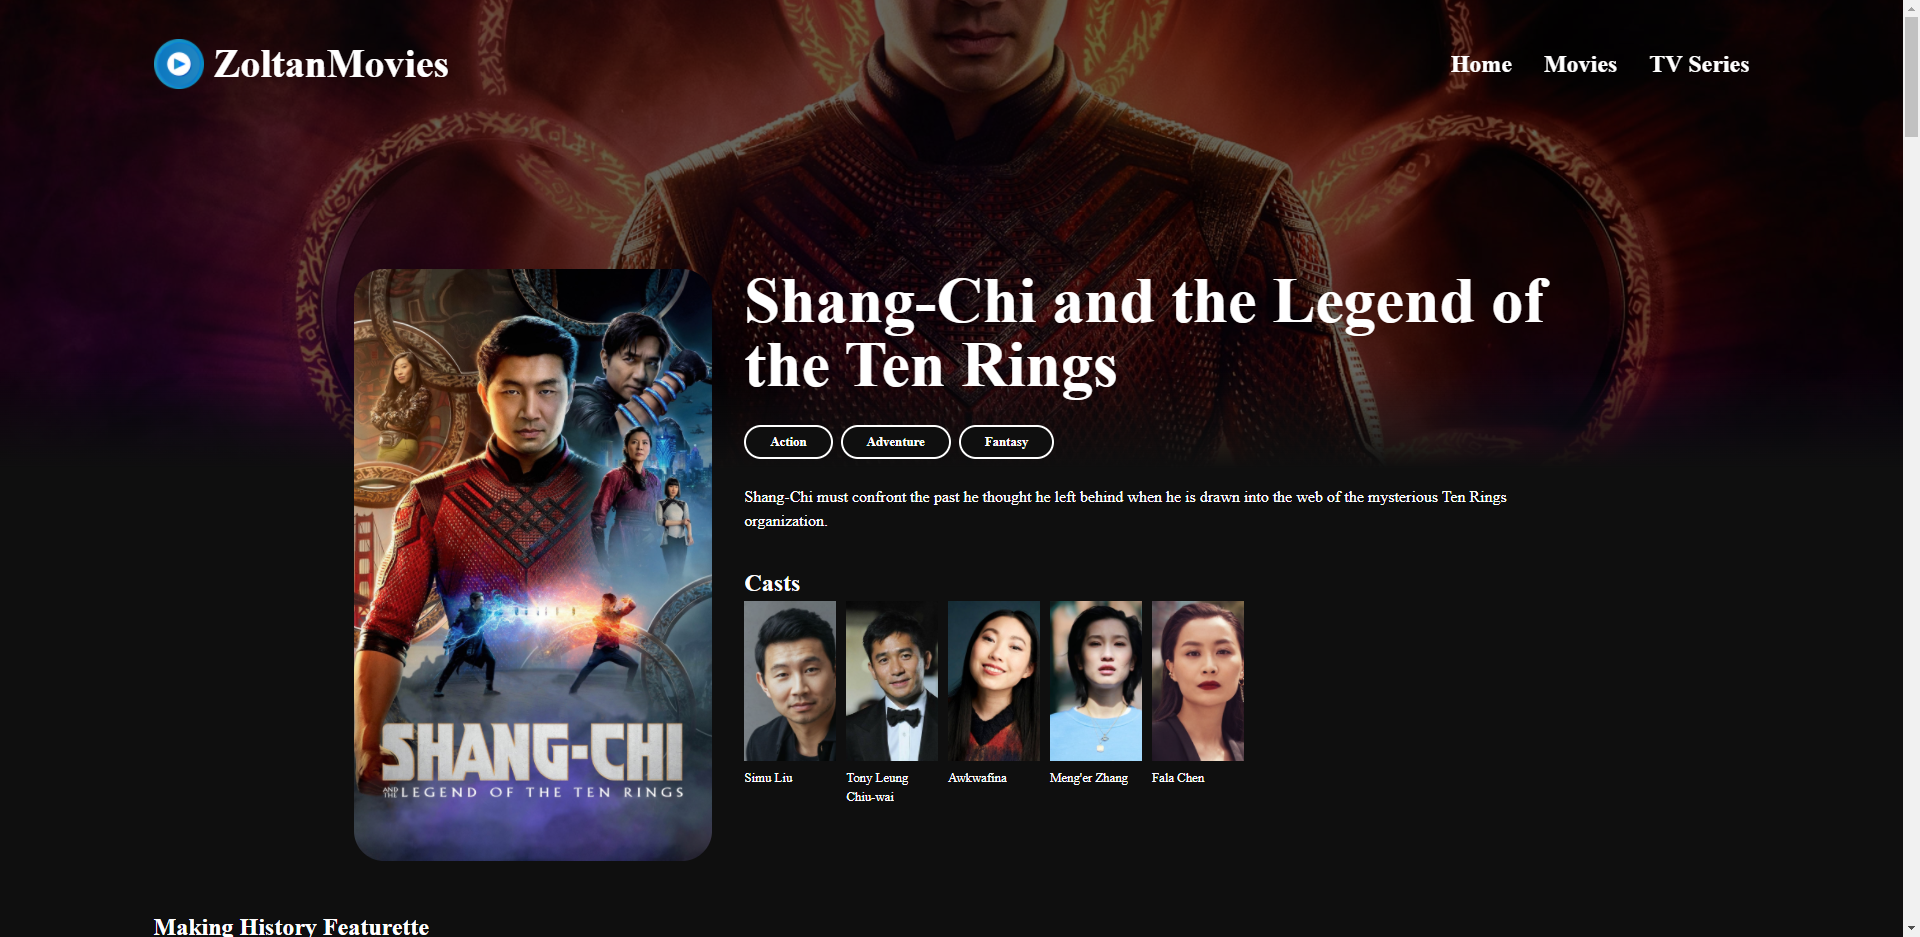 ZoltanMovies
Home
Movies
TV Series
Shang-Chi and the Legend of
the Ten Rings
Action
Adventure
Fantasy
Shang-Chi must confront the past he thought he left behind when he is drawn into the web of the mysterious Ten Rings
organization.
SHANG-CHI
AND THE LEGEND OF THE TEN RINGS
Casts
Simu Liu
Tony Leung
Chiu-wai
Awkwafina
Meng'er Zhang
Fala Chen
Making History Featurette